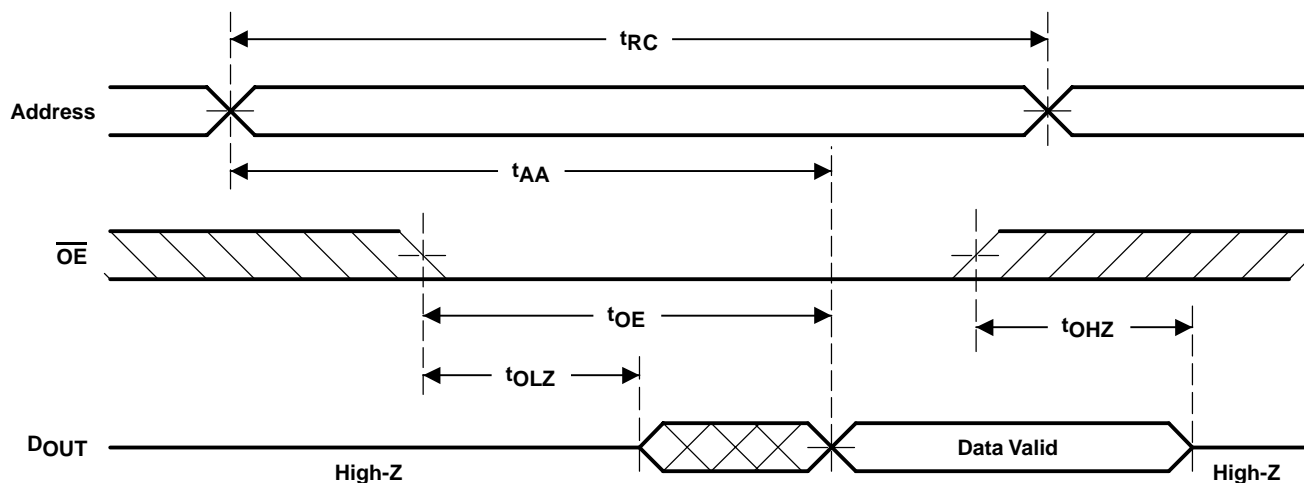 tRC
Address
tAA
OE
tOE
tOHZ
tOLZ
DOUT
Data Valid
High-Z
High-Z